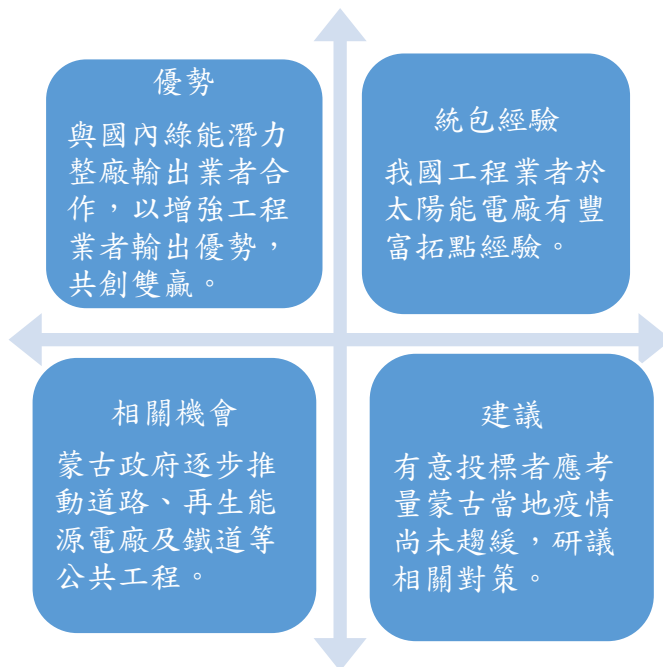 優勢
與國內綠能潛力
整廠輸出業者合
作，以增強工程
業者輸出優勢，
共創雙贏。
統包經驗
我國工程業者於
太陽能電廠有豐
富拓點經驗。
相關機會
蒙古政府逐步推
動道路、再生能
源電廠及鐵道等
公共工程。
建議
有意投標者應考
量蒙古當地疫情
尚未趨緩，研議
相關對策。